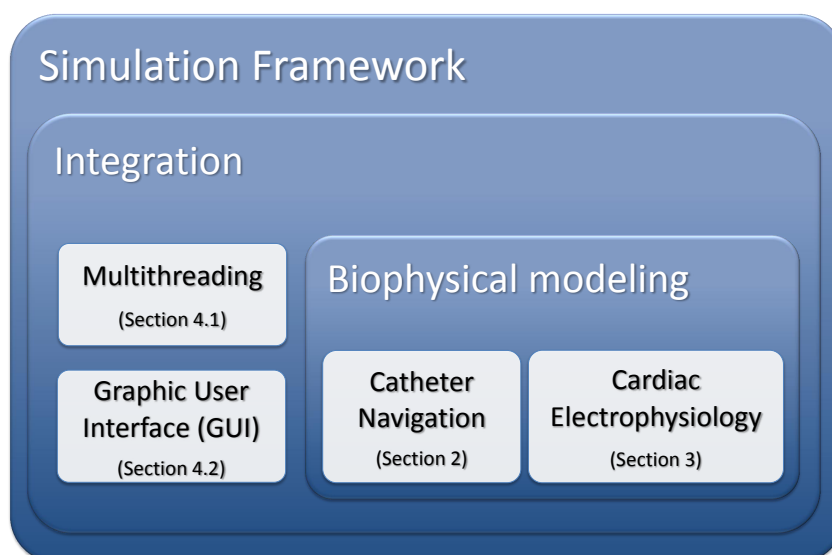 Simulation Framework
Integration
Multithreading
(Section 4.1)
Graphic User
Interface (GUI)
(Section 4.2)
Biophysical modeling
Catheter
Navigation
(Section 2)
Cardiac
Electrophysiology
(Section 3)